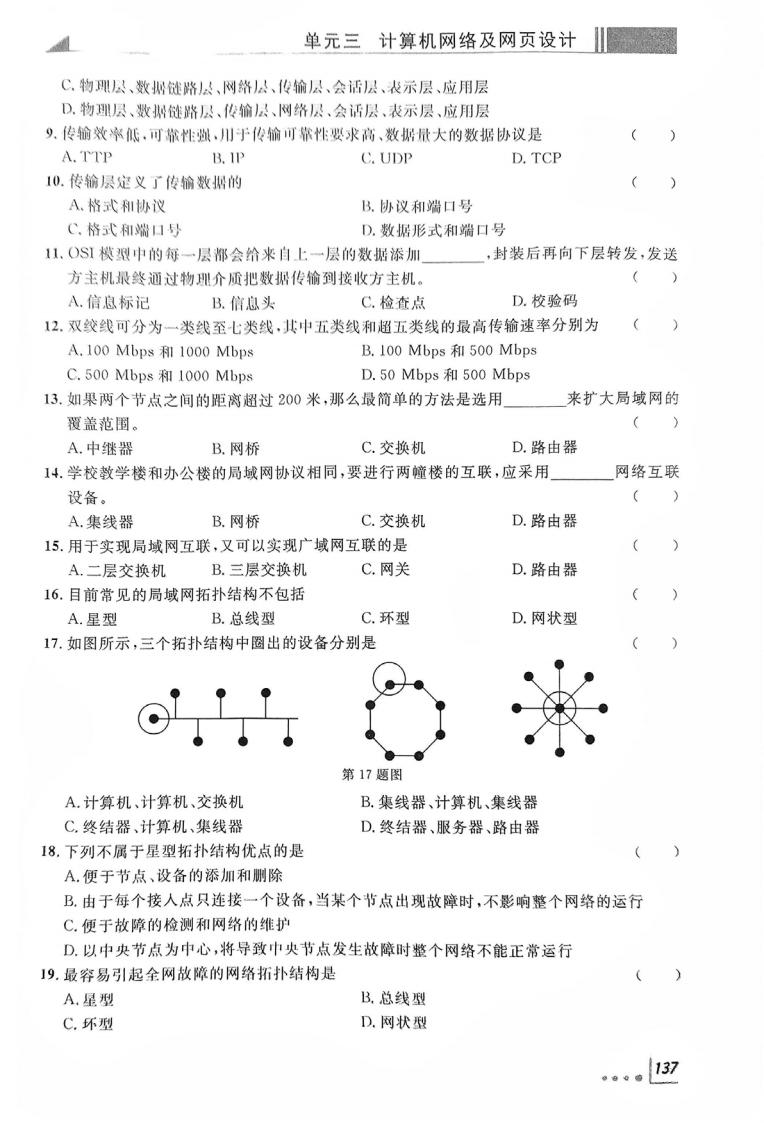 单元三 计算机网络及网页设计
C. 物理层、数据链路层、网络层、传输层、会话层、表示层、应用层
D. 物理层、数据链路层、传输层、网络层、会话层、表示层、应用层
9. 传输效率低,可靠性强,用于传输可靠性要求高、数据量大的数据协议是 ( )
A. TTP B. IP C. UDP D. TCP
10. 传输层定义了传输数据的 ( )
A. 格式和协议 B. 协议和端口号
C. 格式和端口号 D. 数据形式和端口号
11. OSI 模型中的每一层都会给来自上一层的数据添加________,封装后再向下层转发,发送
方主机最终通过物理介质把数据传输到接收方主机。 ( )
A. 信息标记 B. 信息头 C. 检查点 D. 校验码
12. 双绞线可分为一类线至七类线,其中五类线和超五类线的最高传输速率分别为 ( )
A. 100 Mbps 和 1000 Mbps B. 100 Mbps 和 500 Mbps
C. 500 Mbps 和 1000 Mbps D. 50 Mbps 和 500 Mbps
13. 如果两个节点之间的距离超过 200 米,那么最简单的方法是选用________来扩大局域网的
覆盖范围。 ( )
A. 中继器 B. 网桥 C. 交换机 D. 路由器
14. 学校教学楼和办公楼的局域网协议相同,要进行两幢楼的互联,应采用________网络互联
设备。 ( )
A. 集线器 B. 网桥 C. 交换机 D. 路由器
15. 用于实现局域网互联,又可以实现广域网互联的是 ( )
A. 二层交换机 B. 三层交换机 C. 网关 D. 路由器
16. 目前常见的局域网拓扑结构不包括 ( )
A. 星型 B. 总线型 C. 环型 D. 网状型
17. 如图所示,三个拓扑结构中圈出的设备分别是 ( )
第 17 题图
A. 计算机、计算机、交换机 B. 集线器、计算机、集线器
C. 终结器、计算机、集线器 D. 终结器、服务器、路由器
18. 下列不属于星型拓扑结构优点的是 ( )
A. 便于节点、设备的添加和删除
B. 由于每个接入点只连接一个设备,当某个节点出现故障时,不影响整个网络的运行
C. 便于故障的检测和网络的维护
D. 以中央节点为中心,将导致中央节点发生故障时整个网络不能正常运行
19. 最容易引起全网故障的网络拓扑结构是 ( )
A. 星型 B. 总线型
C. 环型 D. 网状型
137